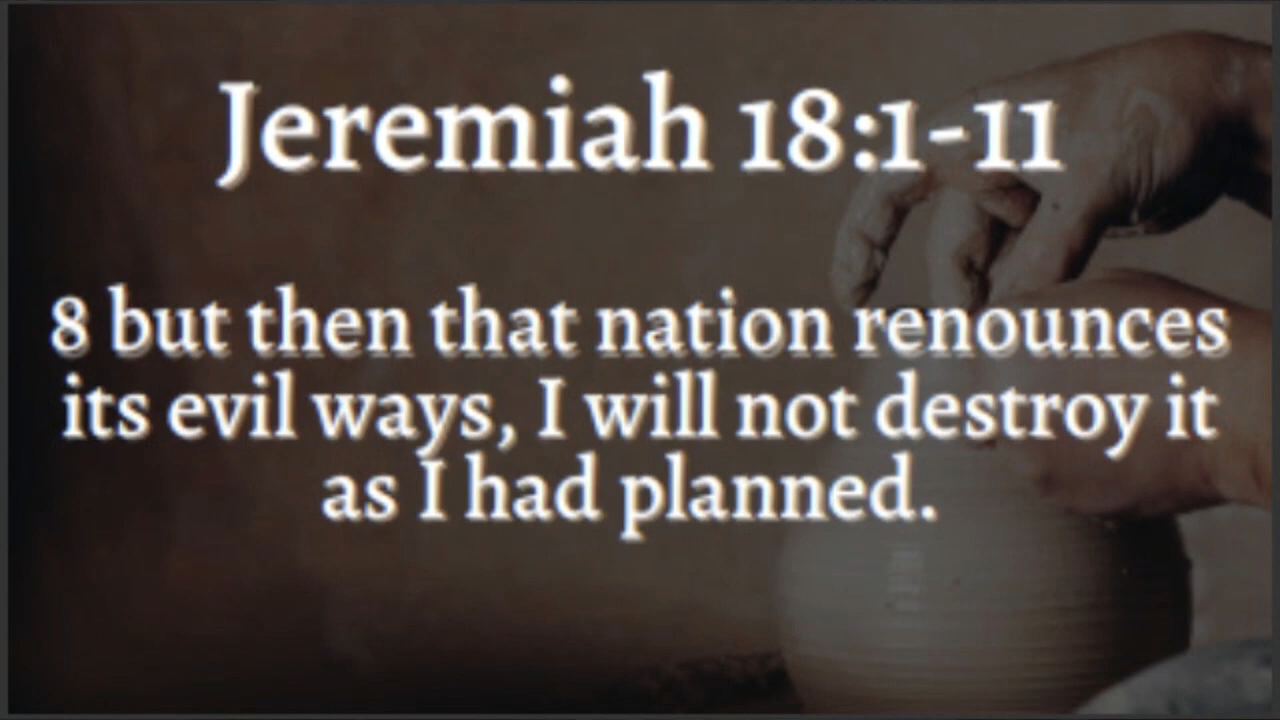 Jeremiah 18:1-11
8 but then that nation renounces
its evil ways, I will not destroy it
as I had planned.